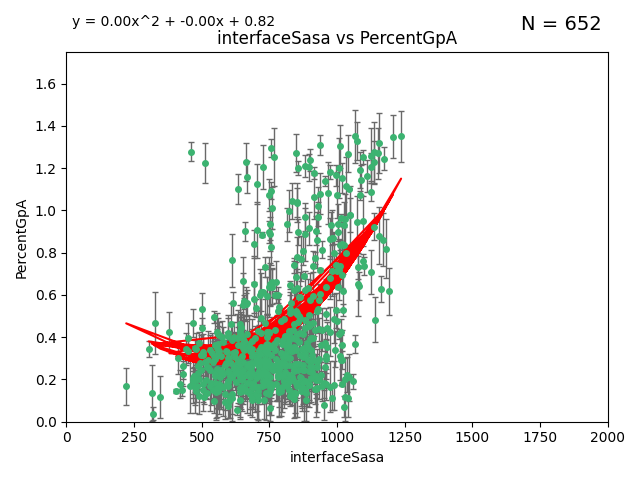 y = 0.00x^2 + -0.00x + 0.82
N = 652
interfaceSasa vs PercentGpA
PercentGpA
1.6
1.4
1.2
1.0
0.8
0.6
0.4
0.2
0.0
0 250 500 750 1000 1250 1500 1750 2000
interfaceSasa